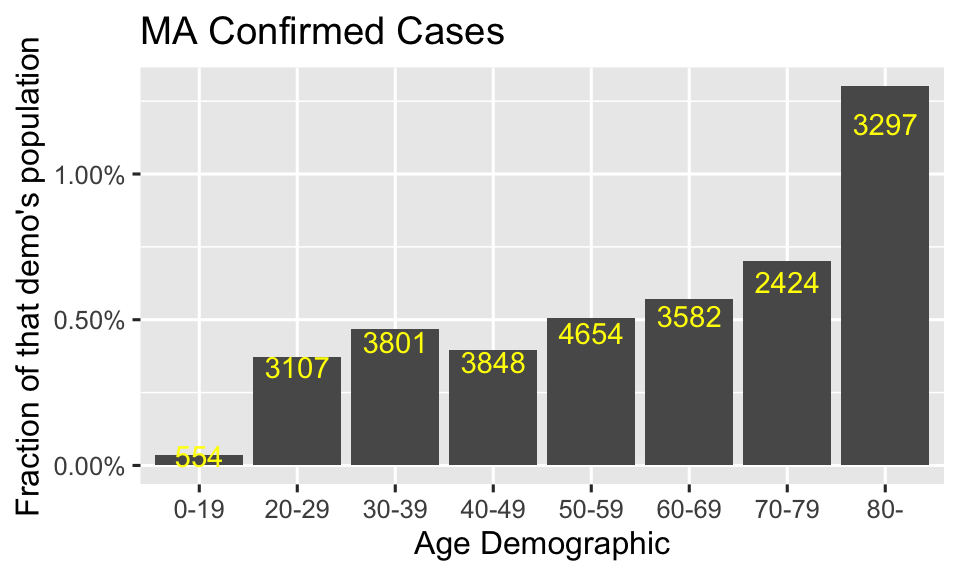 MA Confirmed Cases
Fraction of that demo's population
1.00%
0.50%
0.00%
554
3107
3801
3848
4654
3582
2424
3297
0-19 20-29 30-39 40-49 50-59 60-69 70-79 80-
Age Demographic